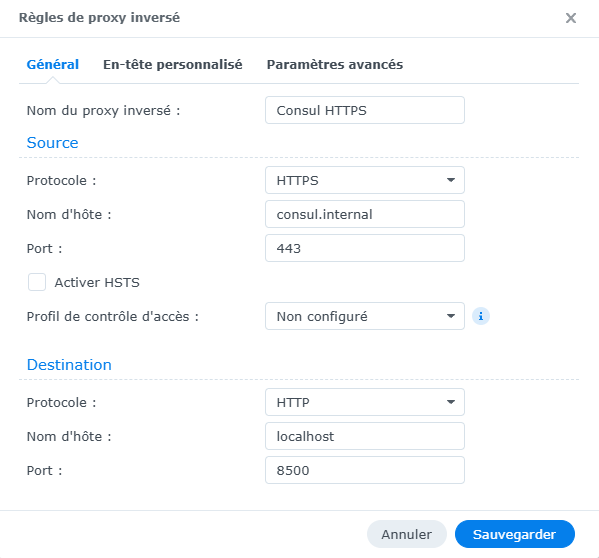 Règles de proxy inversé
Général En-tête personnalisé Paramètres avancés
Nom du proxy inversé : Consul HTTPS
Source
Protocole : HTTPS
Nom d'hôte : consul.internal
Port : 443
Activer HSTS
Profil de contrôle d'accès : Non configuré
Destination
Protocole : HTTP
Nom d'hôte : localhost
Port : 8500
Annuler Sauvegarder